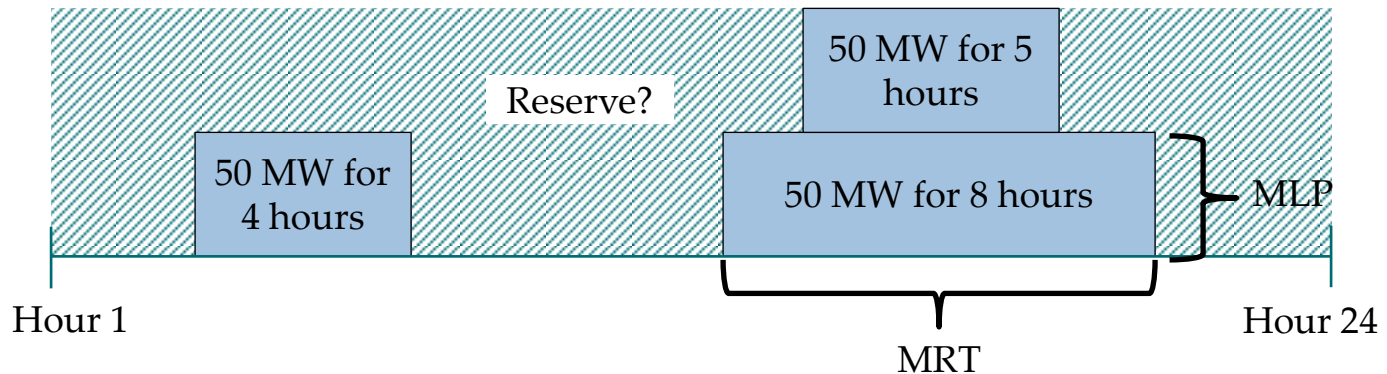 50 MW for 5
hours
Reserve?
50 MW for
4 hours
50 MW for 8 hours
MLP
Hour 1
Hour 24
MRT